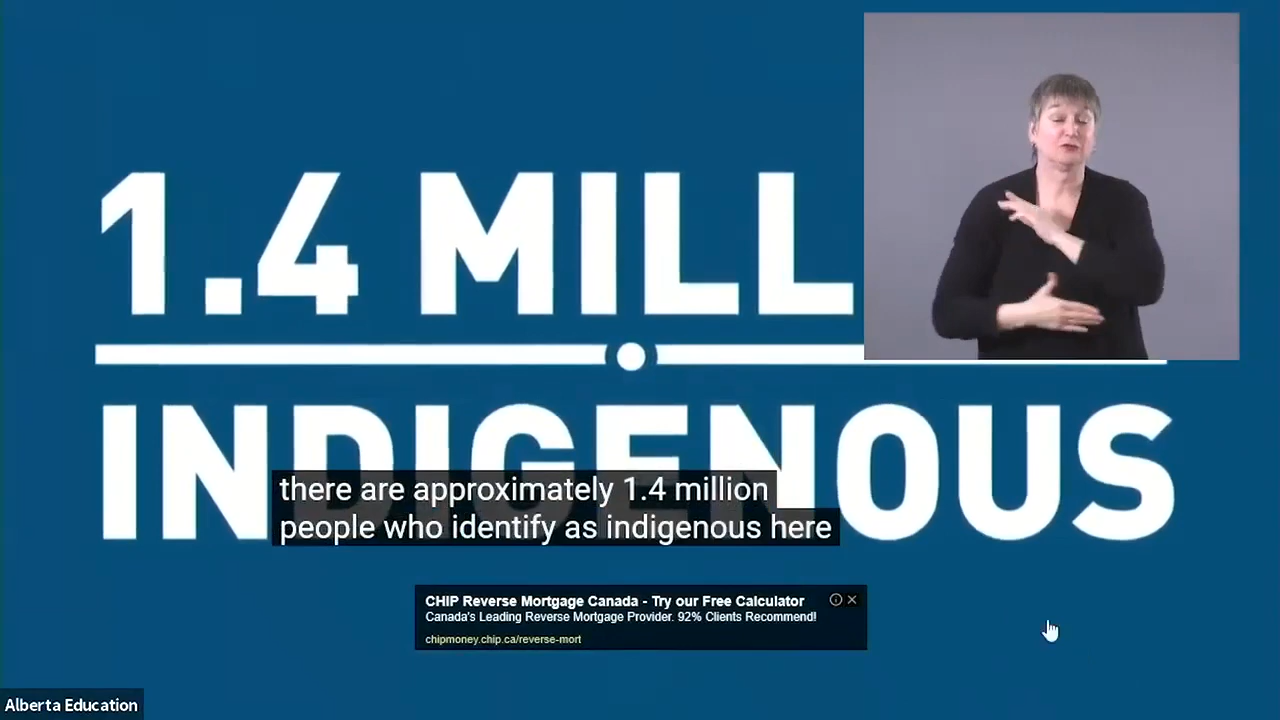 1.4 MILL
INDIGENOUS
there are approximately 1.4 million
people who identify as indigenous here
CHIP Reverse Mortgage Canada - Try our Free Calculator
Canada's Leading Reverse Mortgage Provider. 92% Clients Recommend!
chipmoney.chip.ca/reverse-mort
Alberta Education